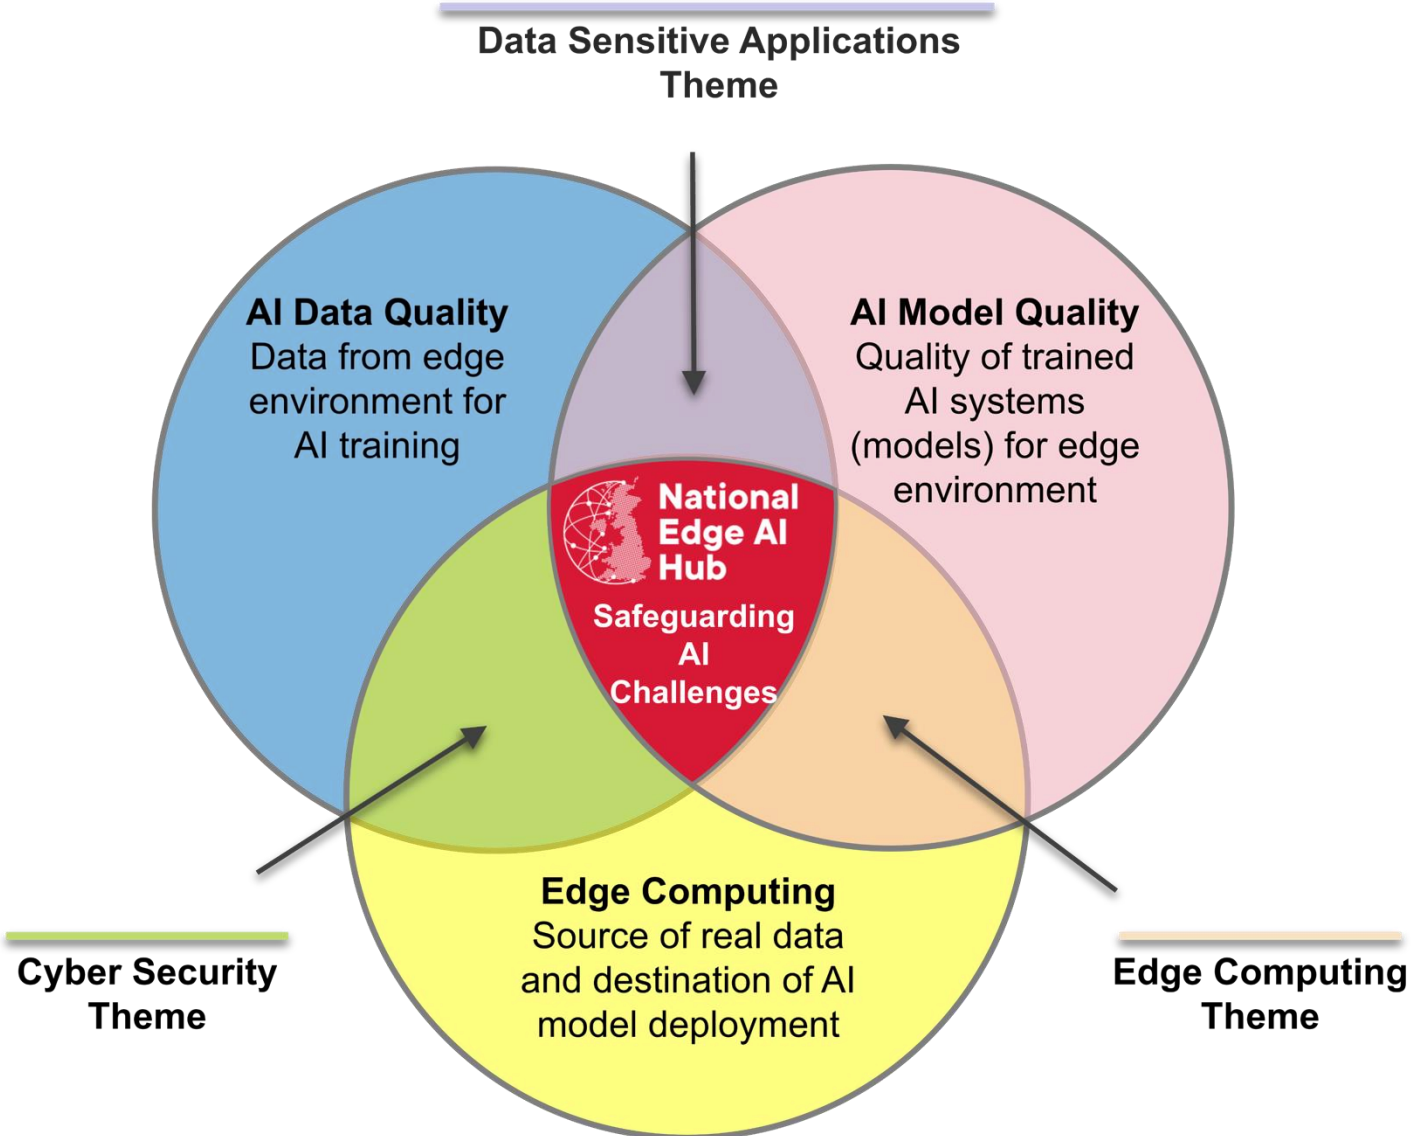 Data Sensitive Applications
Theme
AI Data Quality
Data from edge
environment for
AI training
AI Model Quality
Quality of trained
AI systems
(models) for edge
environment
National
Edge AI
Hub
Safeguarding
AI
Challenges
Edge Computing
Source of real data
and destination of AI
model deployment
Cyber Security
Theme
Edge Computing
Theme